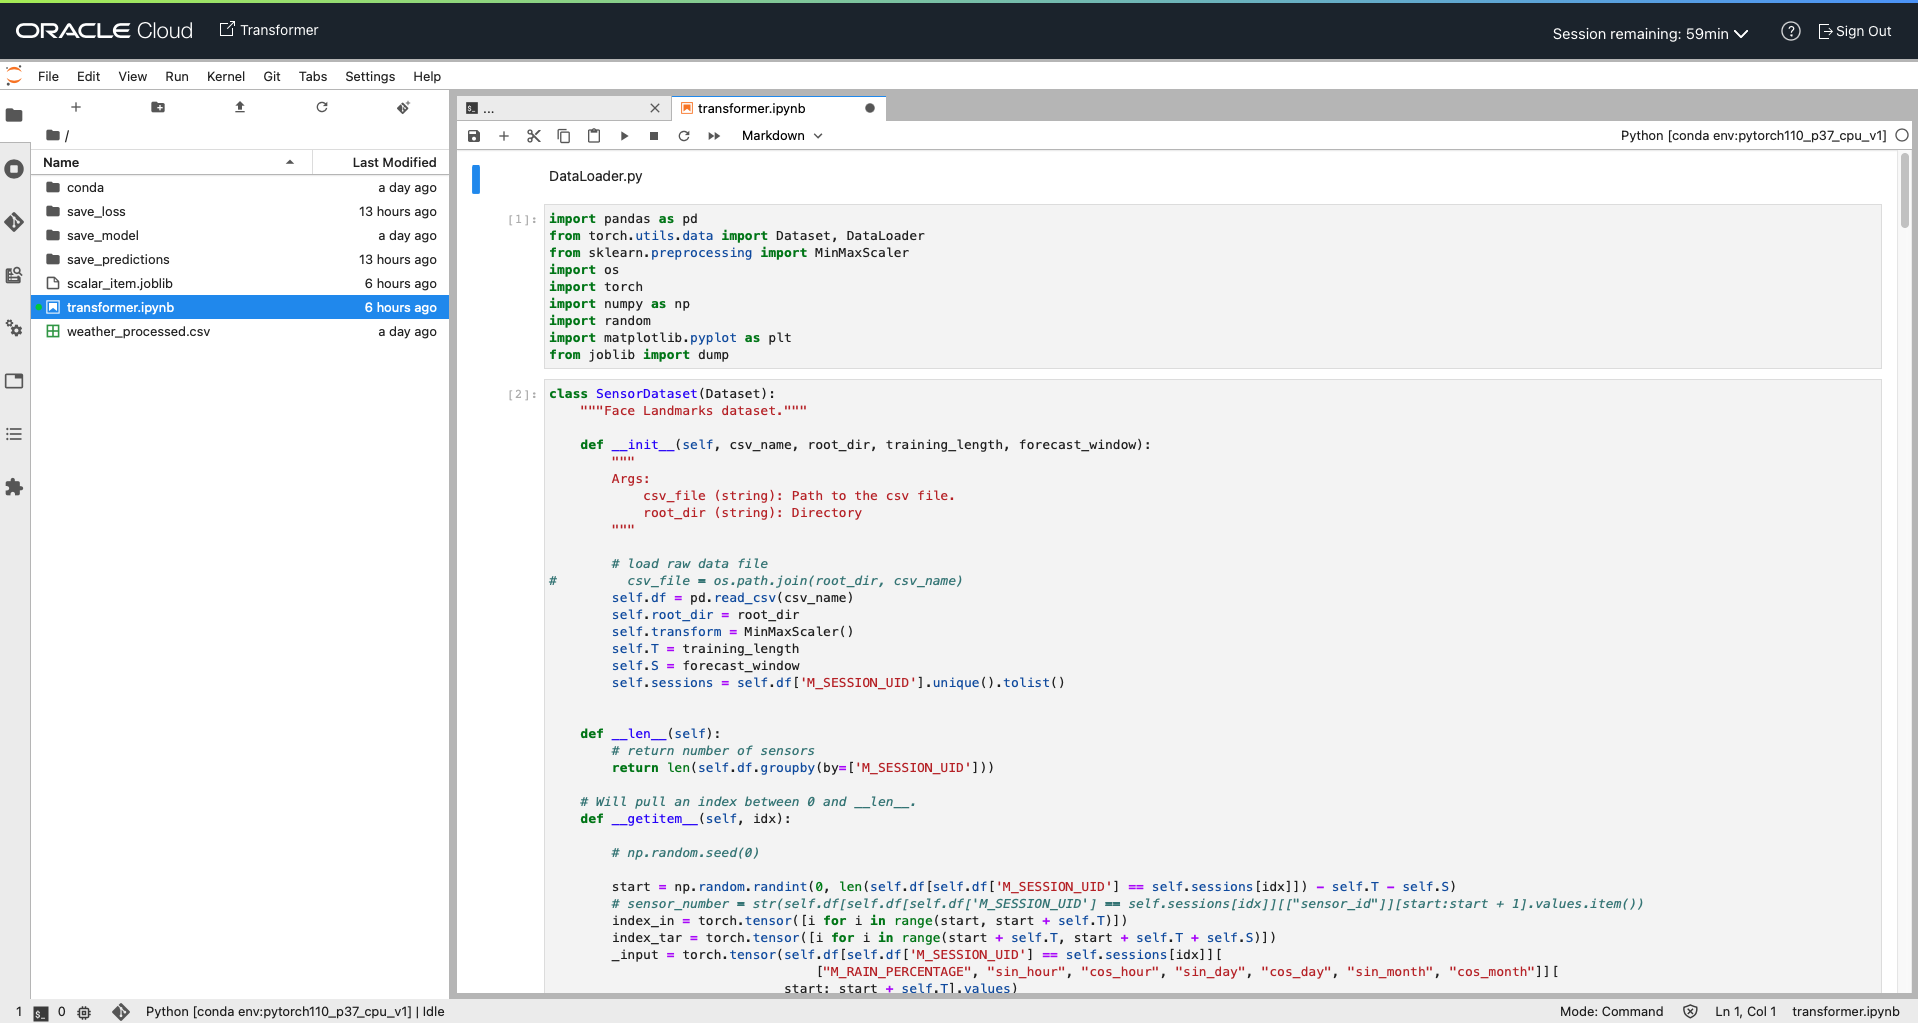 ORACLE Cloud
Transformer
Session remaining: 59min
?
Sign Out
File Edit View Run Kernel Git Tabs Settings Help
/
Name Last Modified
conda a day ago
save_loss 13 hours ago
save_model a day ago
save_predictions 13 hours ago
scalar_item.joblib 6 hours ago
transformer.ipynb 6 hours ago
weather_processed.csv a day ago
...
transformer.ipynb
Markdown
Python [conda env:pytorch110_p37_cpu_v1]
DataLoader.py
[1]:
import pandas as pd
from torch.utils.data import Dataset, DataLoader
from sklearn.preprocessing import MinMaxScaler
import os
import torch
import numpy as np
import random
import matplotlib.pyplot as plt
from joblib import dump
[2]:
class SensorDataset(Dataset):
    """Face Landmarks dataset."""
    def __init__(self, csv_name, root_dir, training_length, forecast_window):
        """
        Args:
            csv_file (string): Path to the csv file.
            root_dir (string): Directory
        """
        # load raw data file
#         csv_file = os.path.join(root_dir, csv_name)
        self.df = pd.read_csv(csv_name)
        self.root_dir = root_dir
        self.transform = MinMaxScaler()
        self.T = training_length
        self.S = forecast_window
        self.sessions = self.df['M_SESSION_UID'].unique().tolist()
    def __len__(self):
        # return number of sensors
        return len(self.df.groupby(by=['M_SESSION_UID']))
    # Will pull an index between 0 and __len__.
    def __getitem__(self, idx):
        # np.random.seed(0)
        start = np.random.randint(0, len(self.df[self.df['M_SESSION_UID'] == self.sessions[idx]]) - self.T - self.S)
        # sensor_number = str(self.df[self.df[self.df['M_SESSION_UID'] == self.sessions[idx]][["sensor_id"]][start:start + 1].values.item())
        index_in = torch.tensor([i for i in range(start, start + self.T)])
        index_tar = torch.tensor([i for i in range(start + self.T, start + self.T + self.S)])
        _input = torch.tensor(self.df[self.df['M_SESSION_UID'] == self.sessions[idx]][
                                  ["M_RAIN_PERCENTAGE", "sin_hour", "cos_hour", "sin_day", "cos_day", "sin_month", "cos_month"]][
                              start: start + self.T].values)
1 0 Python [conda env:pytorch110_p37_cpu_v1] | Idle Mode: Command Ln 1, Col 1 transformer.ipynb